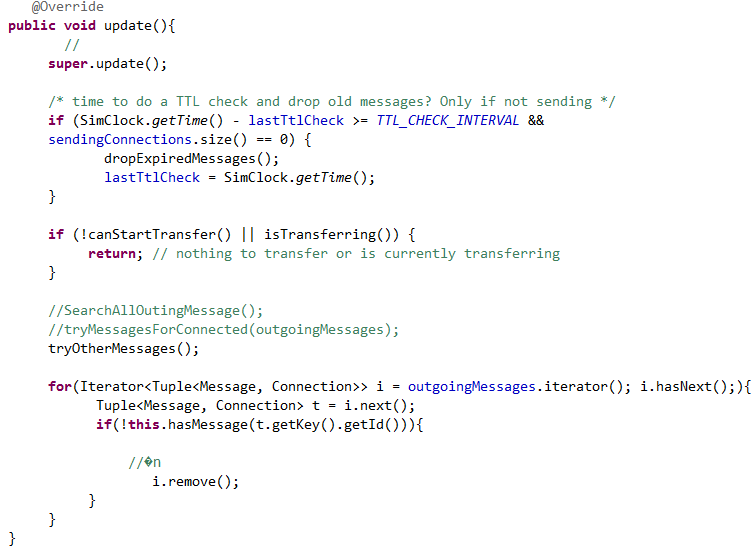 @Override
public void update(){
//
super.update();
/* time to do a TTL check and drop old messages? Only if not sending */
if (SimClock.getTime() - lastTtlCheck >= TTL_CHECK_INTERVAL &&
sendingConnections.size() == 0) {
dropExpiredMessages();
lastTtlCheck = SimClock.getTime();
}
if (!canStartTransfer() || isTransferring()) {
return; // nothing to transfer or is currently transferring
}
//SearchAllOutingMessage();
//tryMessagesForConnected(outgoingMessages);
tryOtherMessages();
for(Iterator<Tuple<Message, Connection>> i = outgoingMessages.iterator(); i.hasNext();){
Tuple<Message, Connection> t = i.next();
if(!this.hasMessage(t.getKey().getId())){
//�n
i.remove();
}
}
}